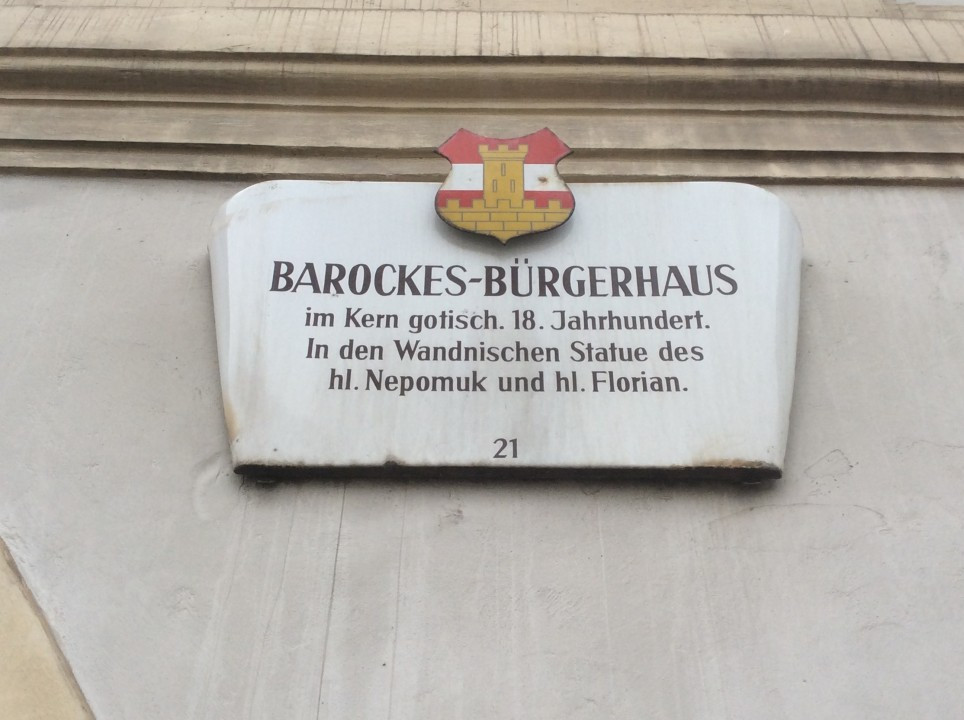 BAROCKES-BÜRGERHAUS
im Kern gotisch. 18. Jahrhundert.
In den Wandnischen Statue des
hl. Nepomuk und hl. Florian.
21